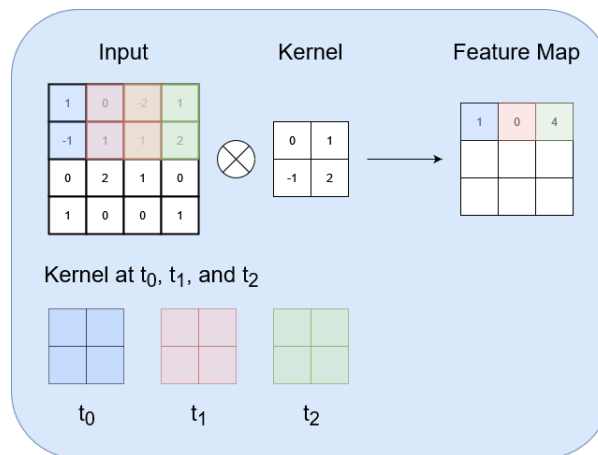 Input Kernel Feature Map
1 0 -2 1
-1 1 1 2
0 2 1 0
1 0 0 1
0 1
-1 2
1 0 4
Kernel at t0, t1, and t2
t0 t1 t2